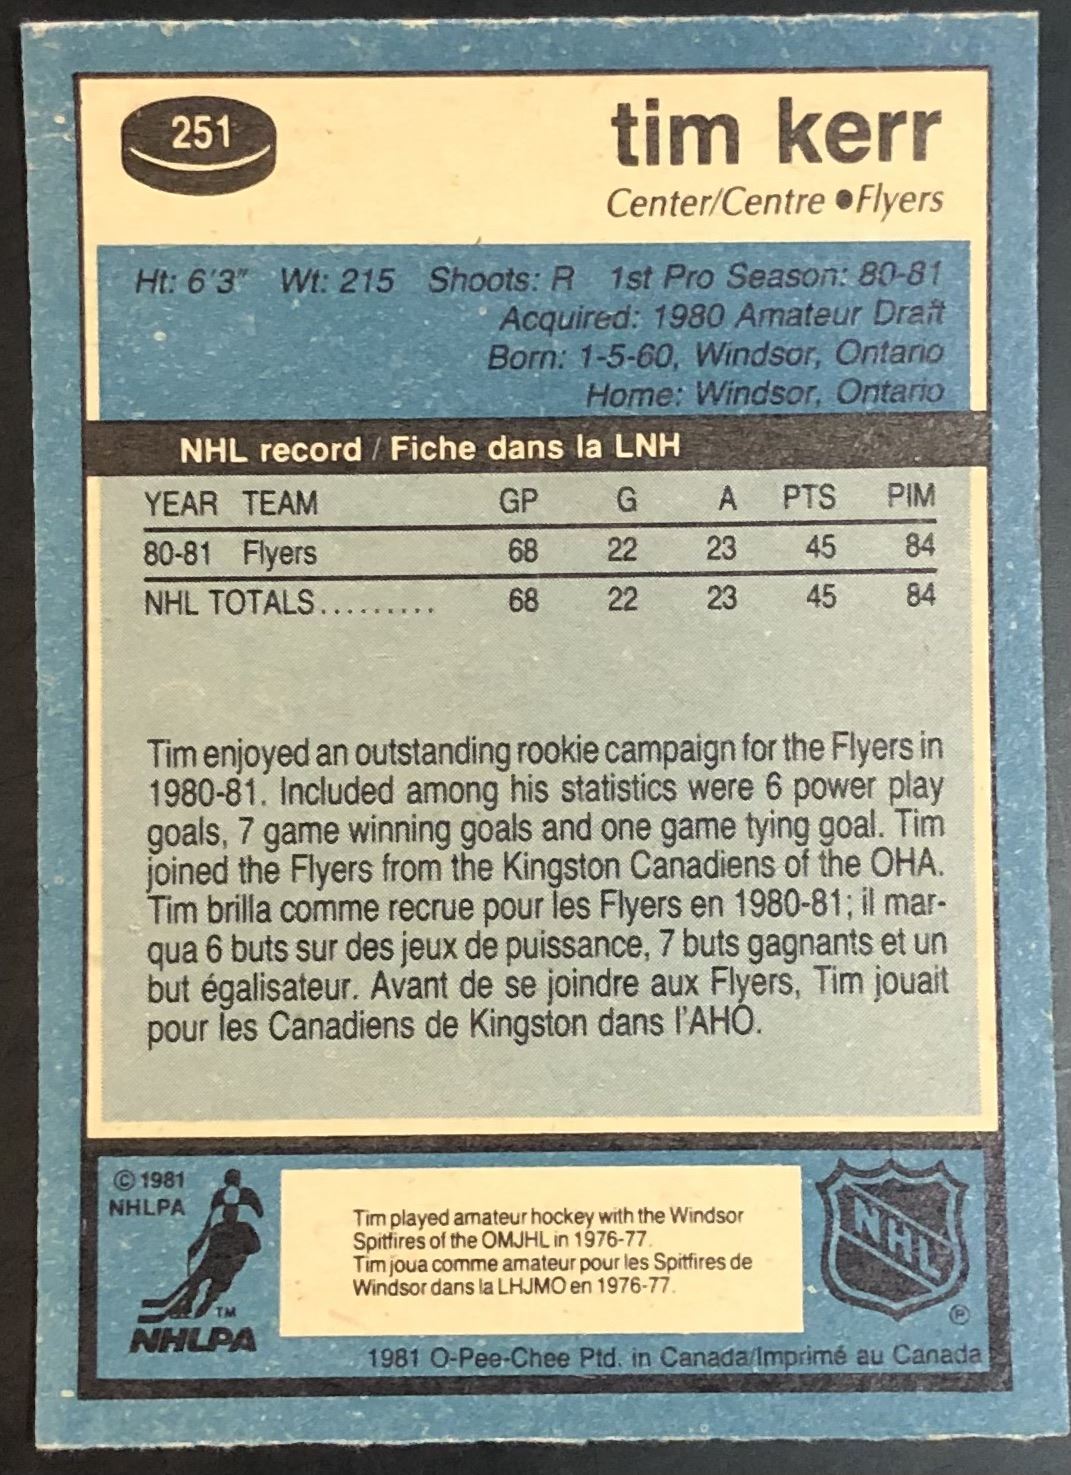 251
tim kerr
Center/Centre ●Flyers
Ht: 6'3" Wt: 215 Shoots: R 1st Pro Season: 80-81
Acquired: 1980 Amateur Draft
Born: 1-5-60, Windsor, Ontario
Home: Windsor, Ontario
NHL record / Fiche dans la LNH
YEAR TEAM GP G A PTS PIM
80-81 Flyers 68 22 23 45 84
NHL TOTALS......... 68 22 23 45 84
Tim enjoyed an outstanding rookie campaign for the Flyers in
1980-81. Included among his statistics were 6 power play
goals, 7 game winning goals and one game tying goal. Tim
joined the Flyers from the Kingston Canadiens of the OHA.
Tim brilla comme recrue pour les Flyers en 1980-81; il mar-
qua 6 buts sur des jeux de puissance, 7 buts gagnants et un
but égalisateur. Avant de se joindre aux Flyers, Tim jouait
pour les Canadiens de Kingston dans l'AHO.
© 1981
NHLPA
TM
NHLPA
Tim played amateur hockey with the Windsor
Spitfires of the OMJHL in 1976-77.
Tim joua comme amateur pour les Spitfires de
Windsor dans la LHJMO en 1976-77.
NHL
®
1981 O-Pee-Chee Ptd. in Canada/Imprimé au Canada